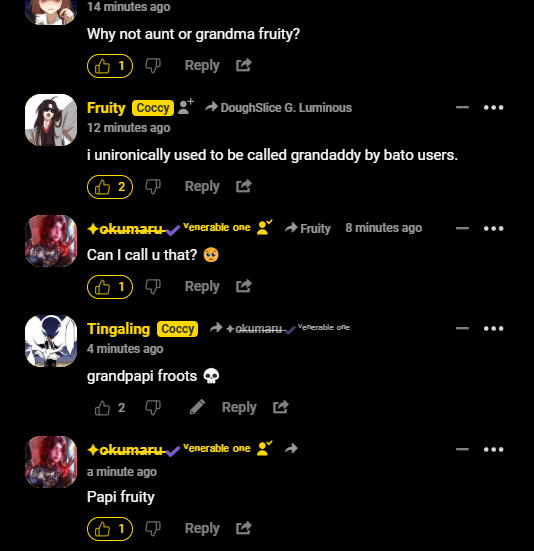 14 minutes ago
Why not aunt or grandma fruity?
1 Reply
Fruity Coccy DoughSlice G. Luminous
12 minutes ago
i unironically used to be called grandaddy by bato users.
2 Reply
✦okumaru ᵛᵉⁿᵉʳᵃᵇˡᵉ ᵒⁿᵉ Fruity 8 minutes ago
Can I call u that? 🥺
1 Reply
Tingaling Coccy ✦okumaru ᵛᵉⁿᵉʳᵃᵇˡᵉ ᵒⁿᵉ
4 minutes ago
grandpapi froots 💀
2 Reply
✦okumaru ᵛᵉⁿᵉʳᵃᵇˡᵉ ᵒⁿᵉ
a minute ago
Papi fruity
1 Reply